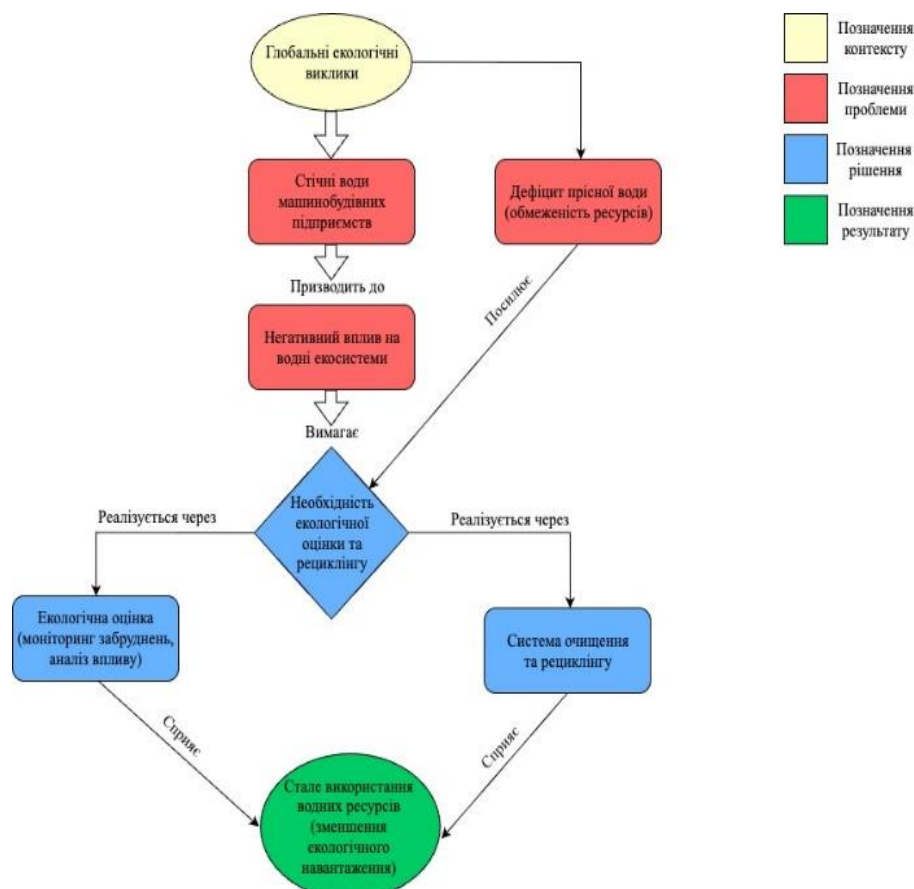 Глобальні екологічні
виклики
Стічні води
машинобудівних
підприємств
Дефіцит прісної води
(обмеженість ресурсів)
Призводить до
Посилює
Негативний вплив на
водні екосистеми
Вимагає
Необхідність
екологічної
оцінки та
рециклінгу
Реалізується через
Реалізується через
Екологічна оцінка
(моніторинг забруднень,
аналіз впливу)
Система очищення
та рециклінгу
Сприяє
Сприяє
Стале використання
водних ресурсів
(зменшення
екологічного
навантаження)
Позначення
контексту
Позначення
проблеми
Позначення
рішення
Позначення
результату